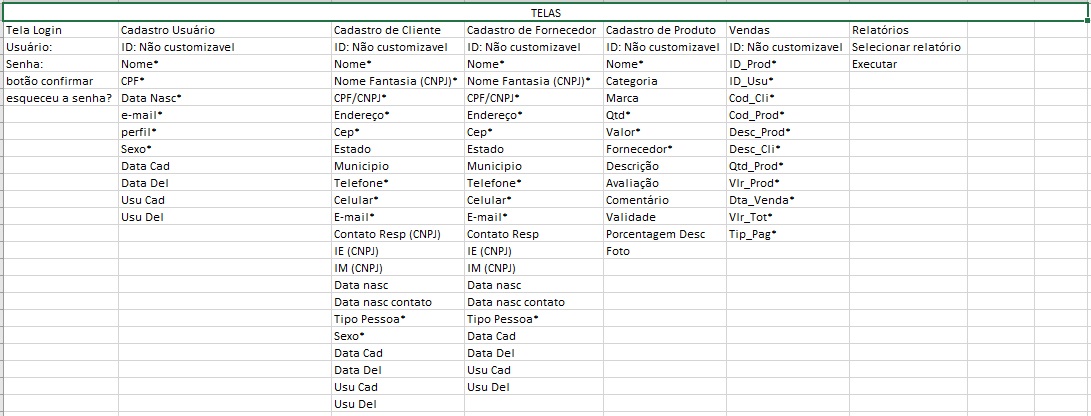 TELAS
Tela Login Cadastro Usuário Cadastro de Cliente Cadastro de Fornecedor Cadastro de Produto Vendas Relatórios
Usuário: ID: Não customizavel ID: Não customizavel ID: Não customizavel ID: Não customizavel ID: Não customizavel Selecionar relatório
Senha: Nome* Nome* Nome* Nome* ID_Prod* Executar
botão confirmar CPF* Nome Fantasia (CNPJ)* Nome Fantasia (CNPJ)* Categoria ID_Usu*
esqueceu a senha? Data Nasc* CPF/CNPJ* CPF/CNPJ* Marca Cod_Cli*
e-mail* Endereço* Endereço* Qtd* Cod_Prod*
perfil* Cep* Cep* Valor* Desc_Prod*
Sexo* Estado Estado Fornecedor* Desc_Cli*
Data Cad Municipio Municipio Descrição Qtd_Prod*
Data Del Telefone* Telefone* Avaliação Vlr_Prod*
Usu Cad Celular* Celular* Comentário Dta_Venda*
Usu Del E-mail* E-mail* Validade Vlr_Tot*
Contato Resp (CNPJ) Contato Resp Porcentagem Desc Tip_Pag*
IE (CNPJ) IE (CNPJ) Foto
IM (CNPJ) IM (CNPJ)
Data nasc Data nasc
Data nasc contato Data nasc contato
Tipo Pessoa* Tipo Pessoa*
Sexo* Data Cad
Data Cad Data Del
Data Del Usu Cad
Usu Cad Usu Del
Usu Del